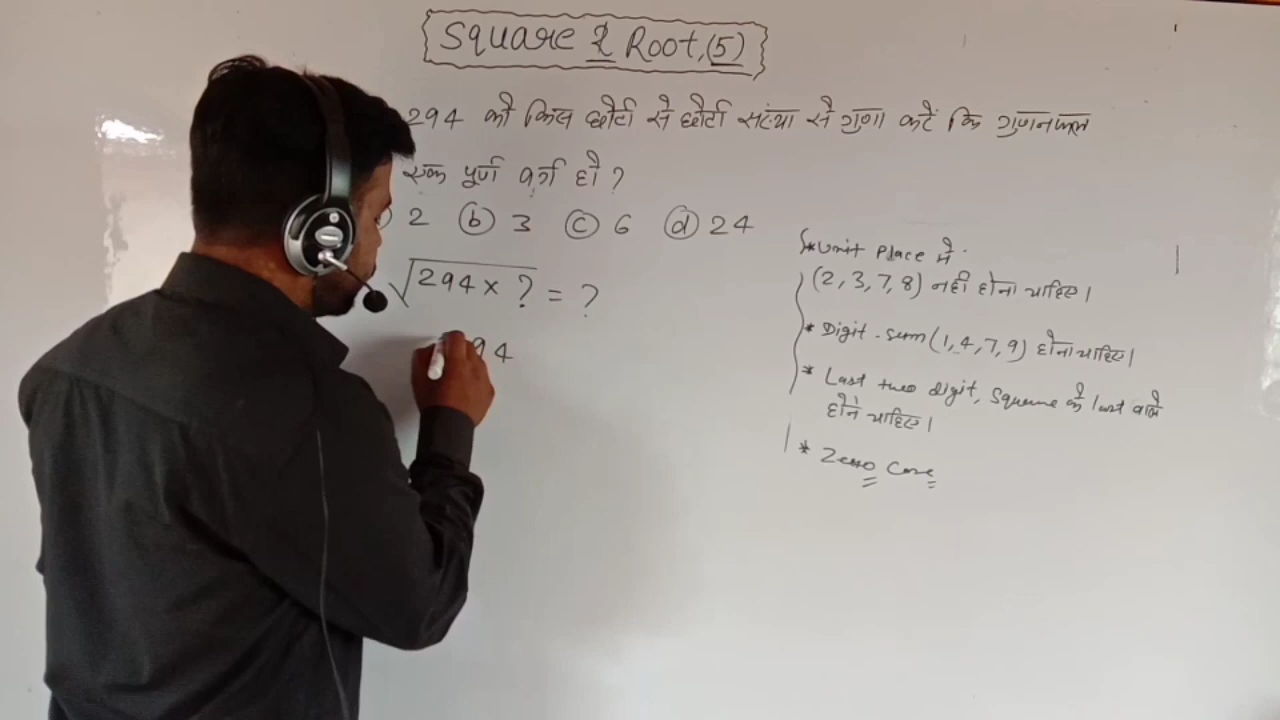 Square & Root, (5)
294 को किस छोटी से छोटी संख्या से गुणा करें कि गुणनफल
एक पूर्ण वर्ग हो ?
2 (b) 3 (c) 6 (d) 24
√294 × ? = ?
94
* Unit Place में
(2, 3, 7, 8) नही होना चाहिए।
* Digit-Sum (1, 4, 7, 9) होना चाहिए।
* Last two digit, Square के last वाले
होने चाहिए।
* Zero Case